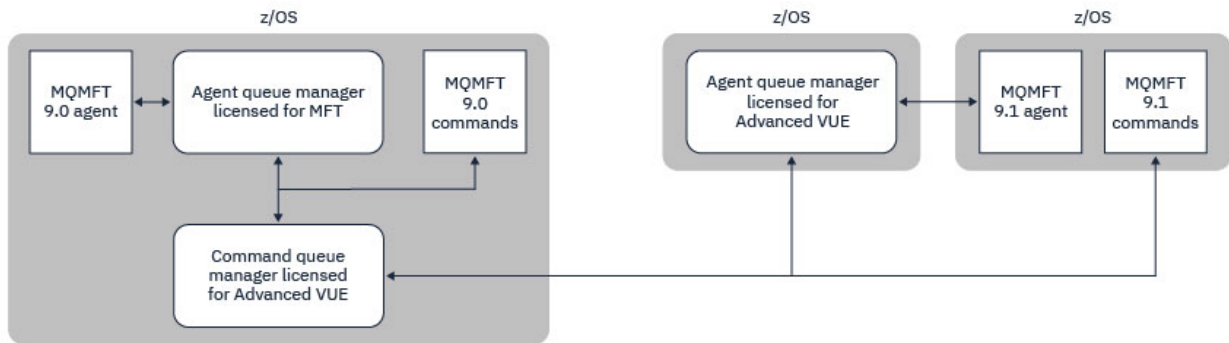 z/OS
MQMFT
9.0 agent
Agent queue manager
licensed for MFT
MQMFT
9.0
commands
Command queue
manager licensed
for Advanced VUE
z/OS
Agent queue manager
licensed for
Advanced VUE
z/OS
MQMFT
9.1 agent
MQMFT
9.1
commands